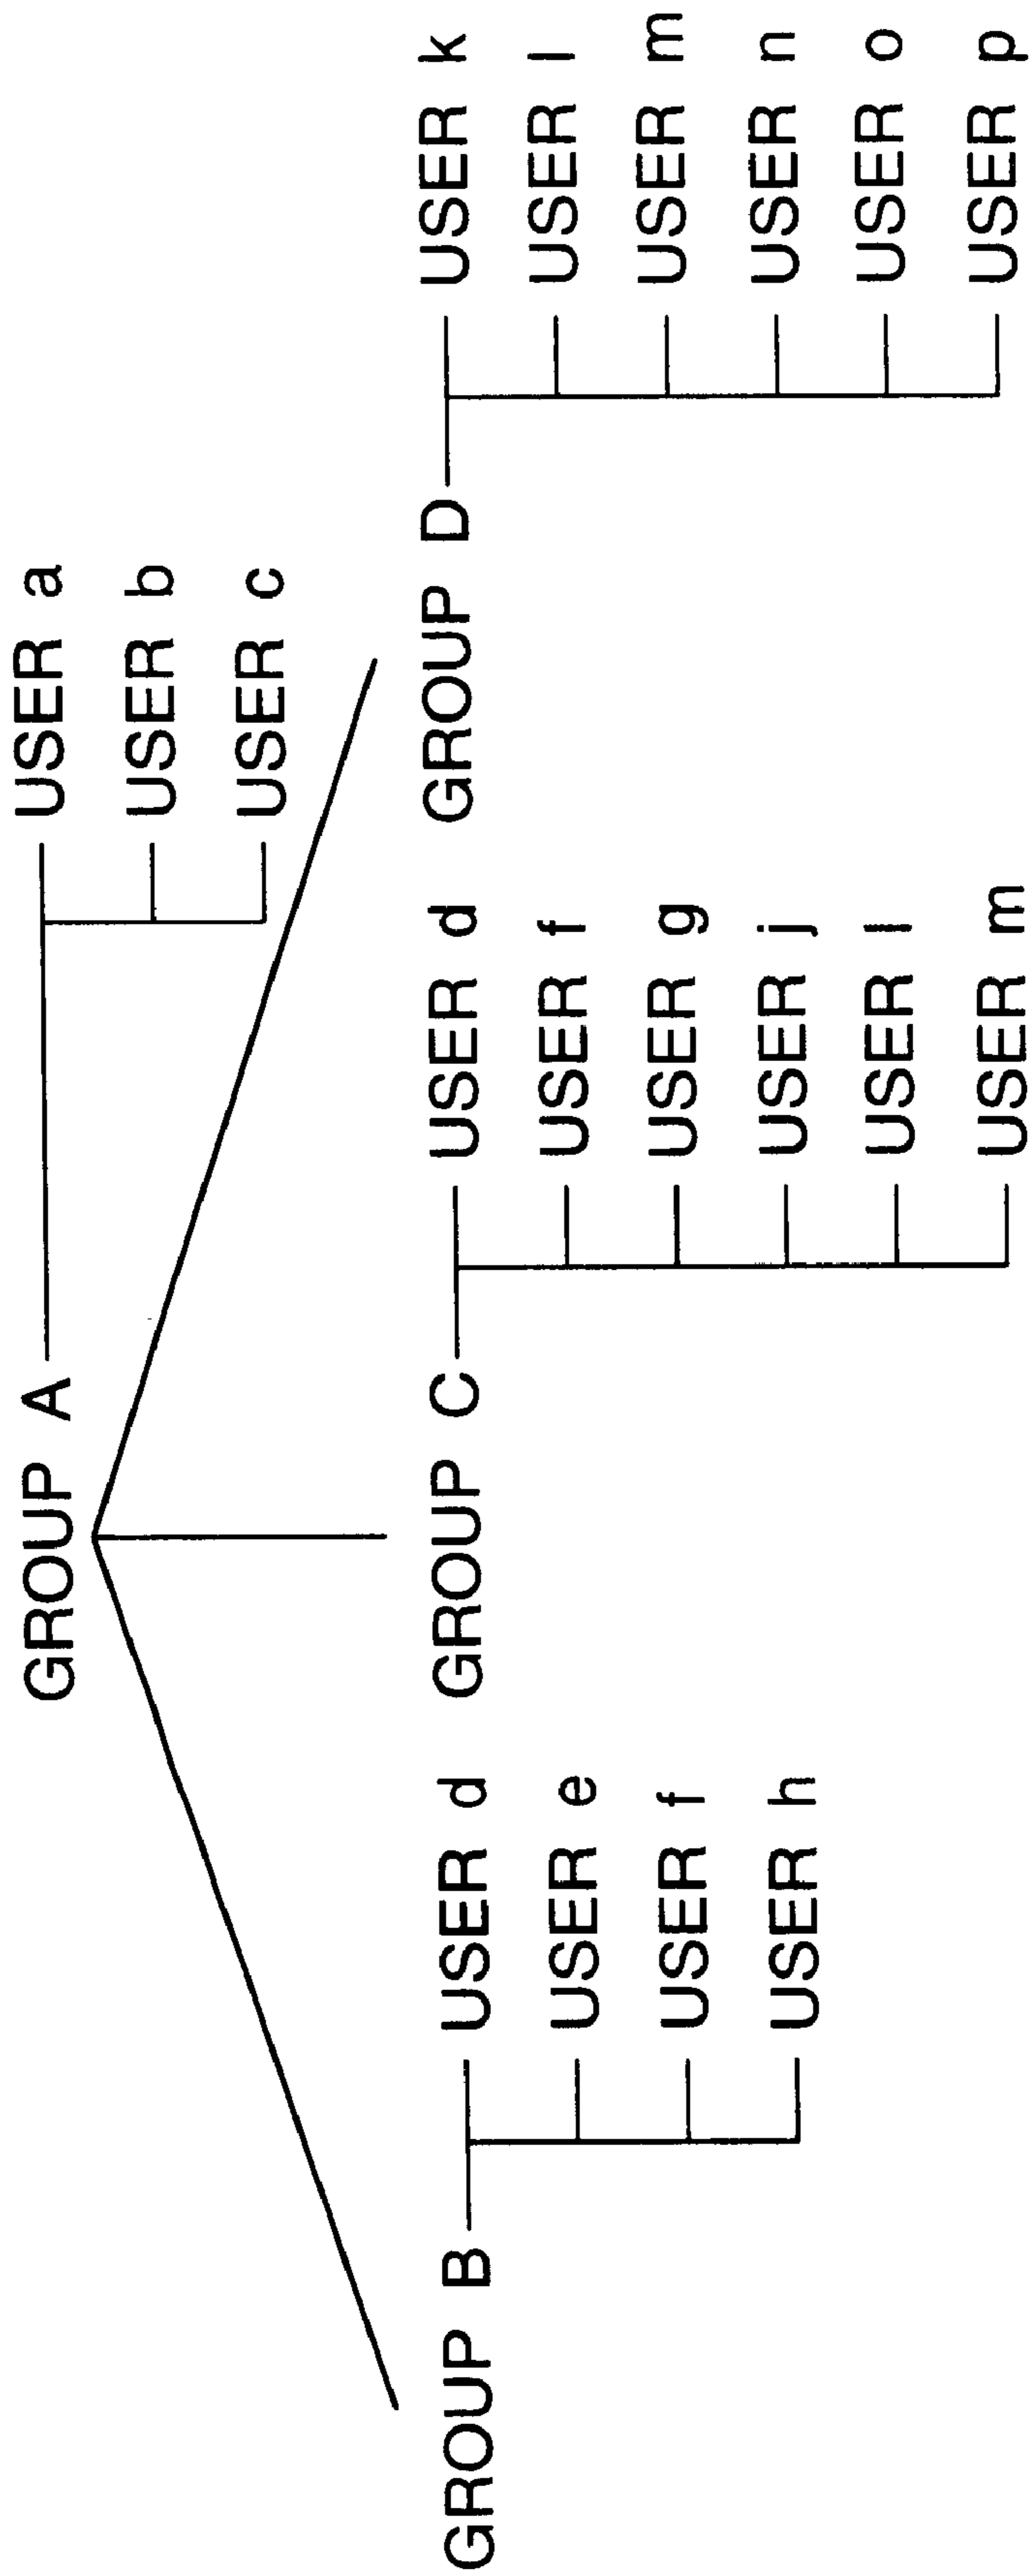 GROUP A
USER a
USER b
USER c
GROUP B
USER d
USER e
USER f
USER h
GROUP C
USER d
USER f
USER g
USER j
USER l
USER m
GROUP D
USER k
USER l
USER m
USER n
USER o
USER p